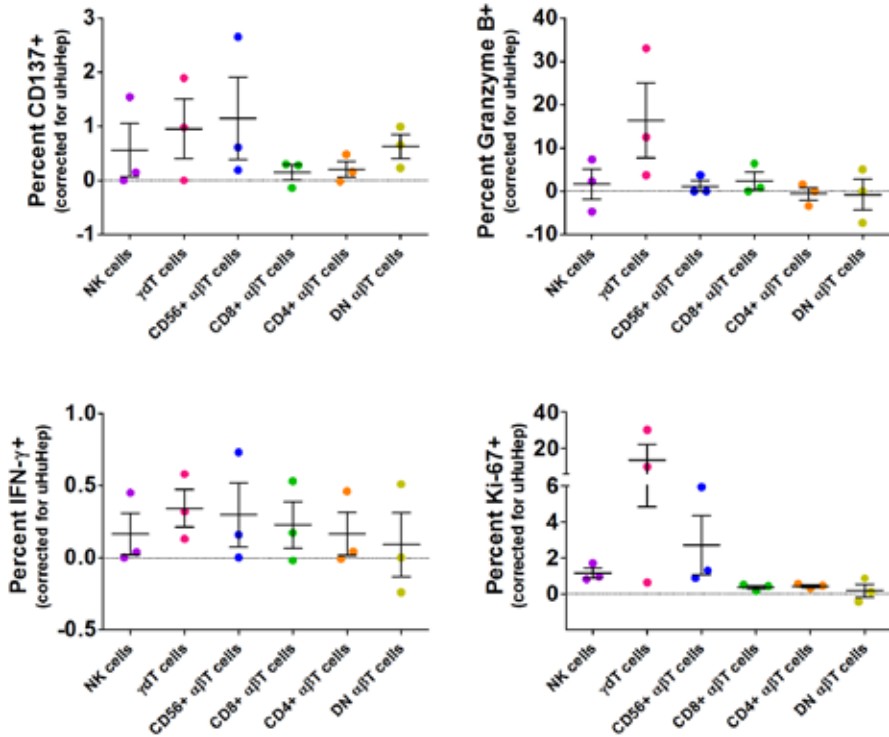 Percent CD137+
(corrected for uHuHep)
3
2
1
0
-1
NK cells
γdT cells
CD56+ αβT cells
CD8+ αβT cells
CD4+ αβT cells
DN αβT cells
Percent Granzyme B+
(corrected for uHuHep)
40
30
20
10
0
-10
NK cells
γdT cells
CD56+ αβT cells
CD8+ αβT cells
CD4+ αβT cells
DN αβT cells
Percent IFN-γ+
(corrected for uHuHep)
1.0
0.5
0.0
-0.5
NK cells
γdT cells
CD56+ αβT cells
CD8+ αβT cells
CD4+ αβT cells
DN αβT cells
Percent Ki-67+
(corrected for uHuHep)
40
20
6
4
2
0
NK cells
γdT cells
CD56+ αβT cells
CD8+ αβT cells
CD4+ αβT cells
DN αβT cells